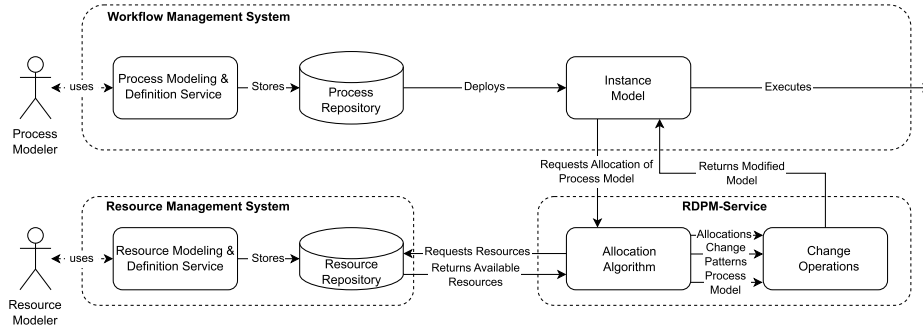 Workflow Management System
Process
Modeler
uses
Process Modeling &
Definition Service
Stores
Process
Repository
Deploys
Instance
Model
Executes
Requests Allocation of
Process Model
Returns Modified
Model
Resource Management System
Resource
Modeler
uses
Resource Modeling &
Definition Service
Stores
Resource
Repository
Requests Resources
Returns Available
Resources
RDPM-Service
Allocation
Algorithm
Allocations
Change
Patterns
Process
Model
Change
Operations